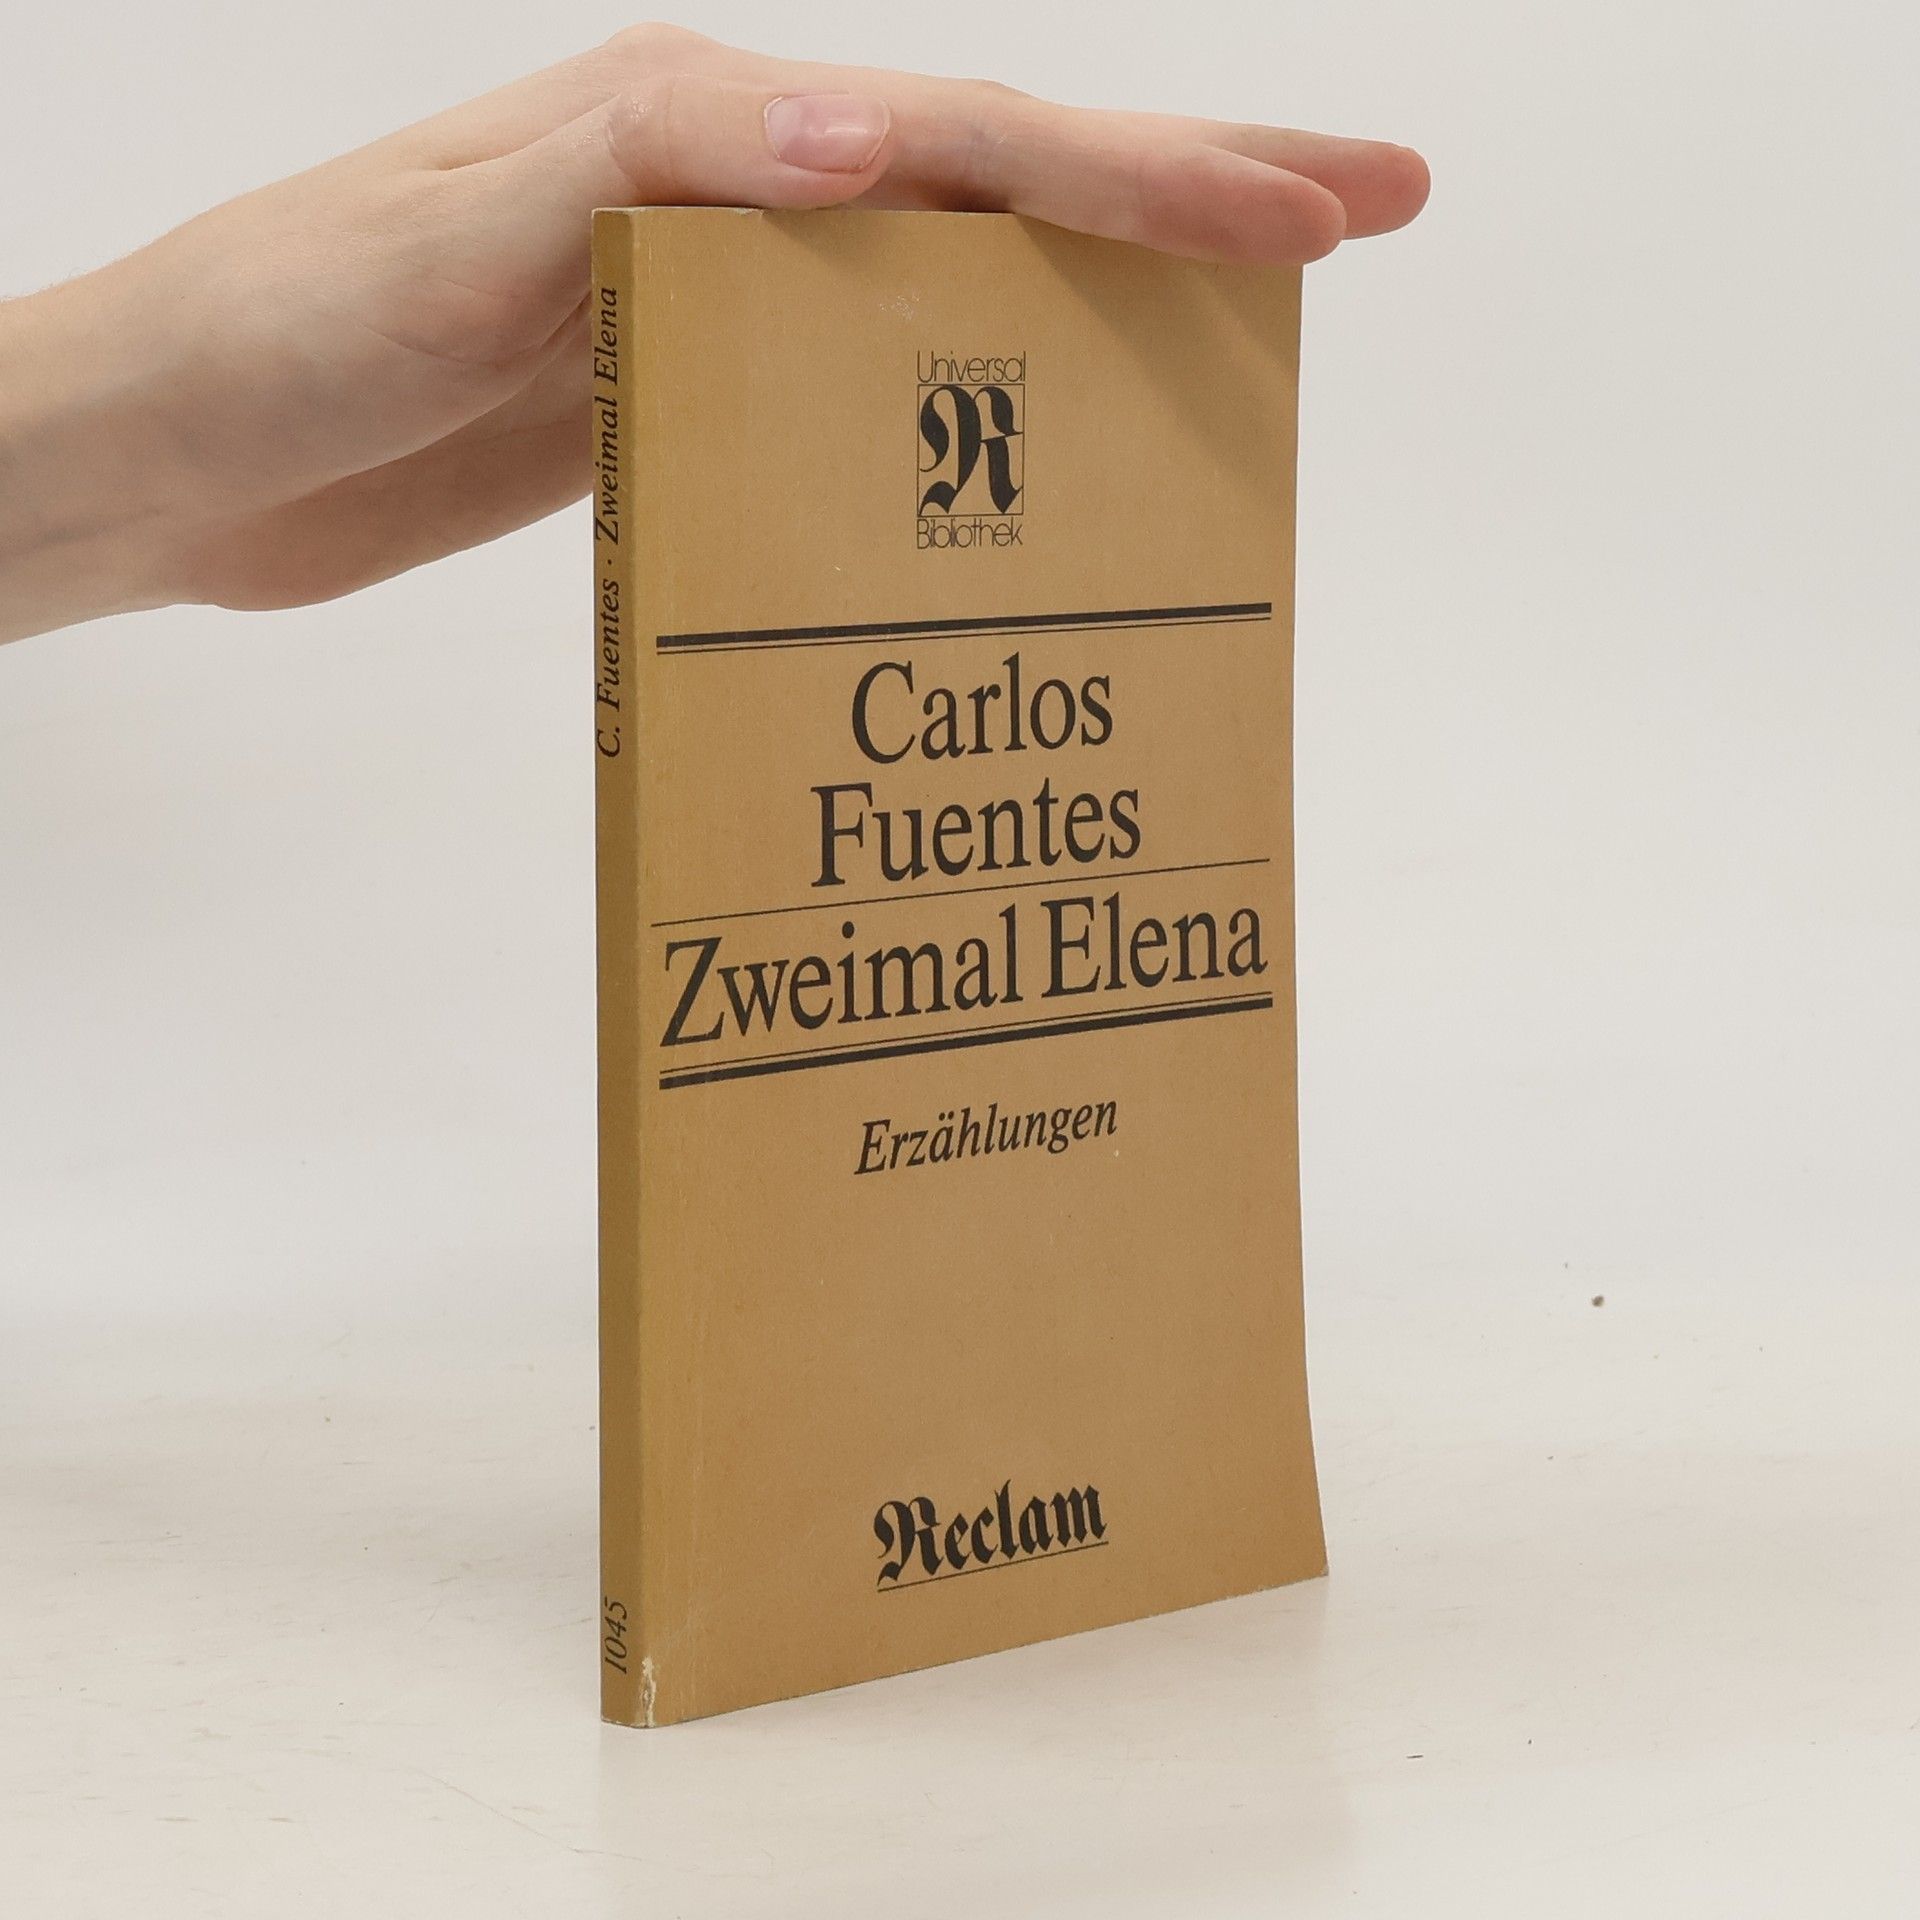 C. Fuentes · Zweimal Elena
1045
Universal
R
Bibliothek
Carlos
Fuentes
Zweimal Elena
Erzählungen
Reclam